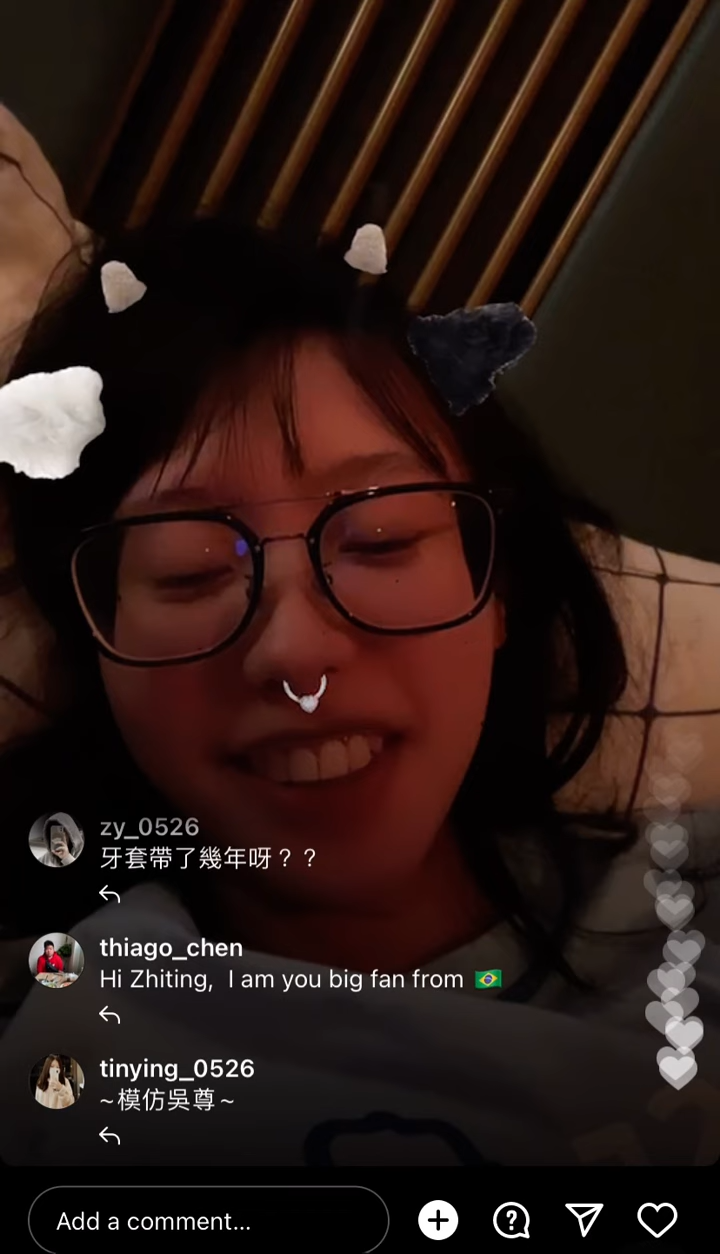 zy_0526
牙套帶了幾年呀？？
thiago_chen
Hi Zhiting, I am you big fan from 🇧🇷
tinying_0526
~模仿吳尊~
Add a comment...